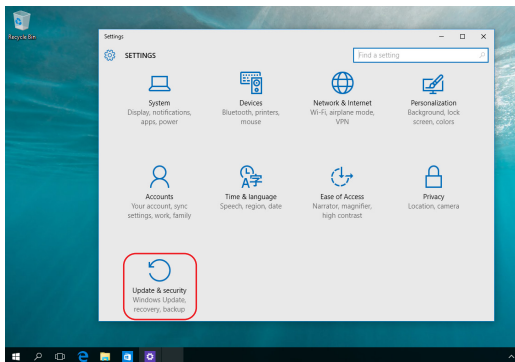 Recycle Bin
Settings
SETTINGS
Find a setting
System
Display, notifications,
apps, power
Devices
Bluetooth, printers,
mouse
Network & Internet
Wi-Fi, airplane mode,
VPN
Personalization
Background, lock
screen, colors
Accounts
Your account, sync
settings, work, family
Time & language
Speech, region, date
Ease of Access
Narrator, magnifier,
high contrast
Privacy
Location, camera
Update & security
Windows Update,
recovery, backup